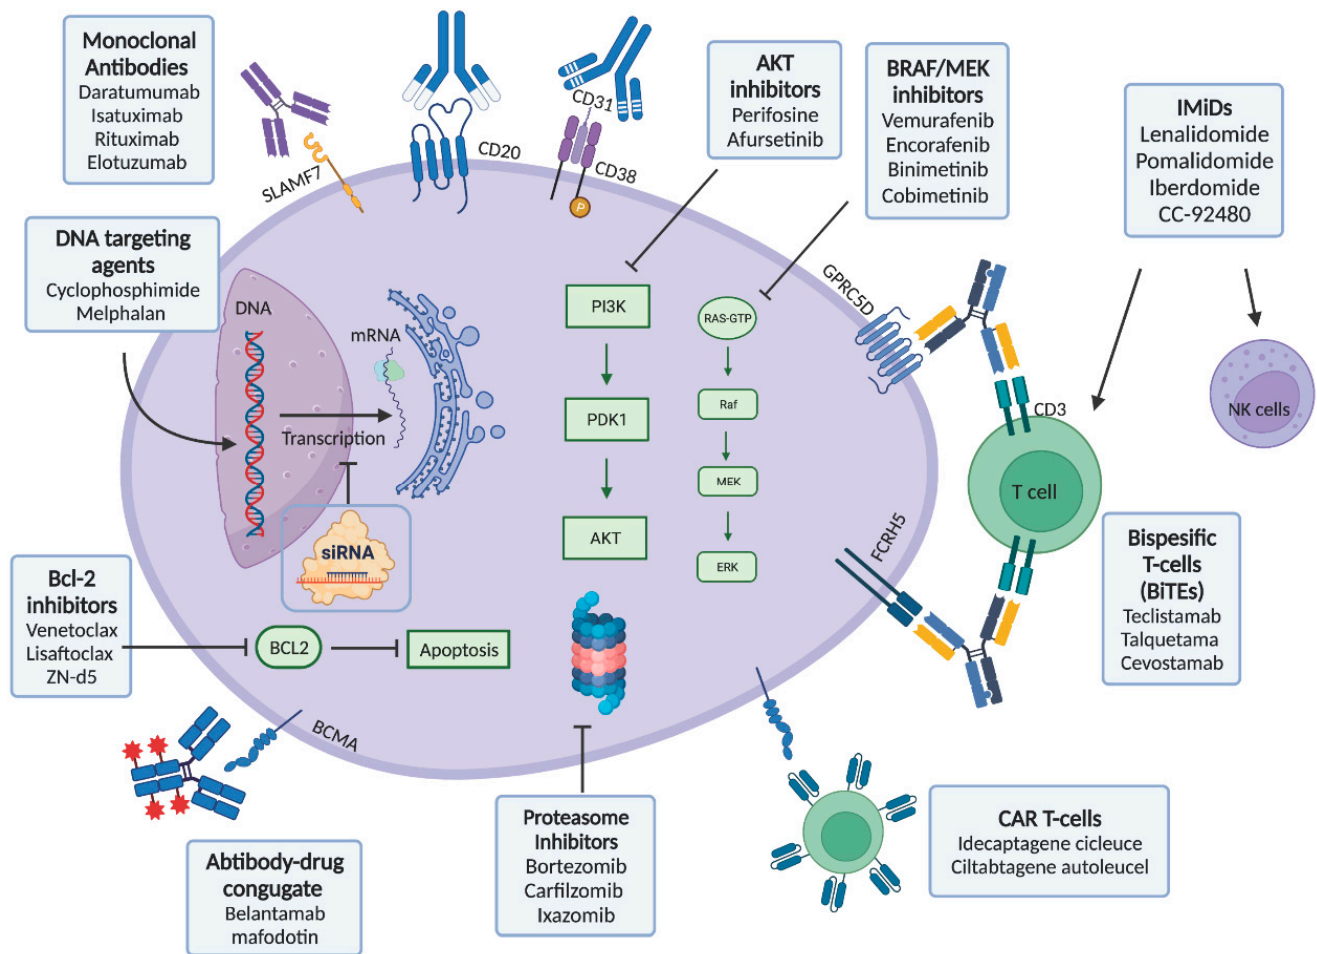 Monoclonal
Antibodies
Daratumumab
Isatuximab
Rituximab
Elotuzumab
SLAMF7
CD20
CD31
CD38
P
AKT
inhibitors
Perifosine
Afursetinib
BRAF/MEK
inhibitors
Vemurafenib
Encorafenib
Binimetinib
Cobimetinib
IMiDs
Lenalidomide
Pomalidomide
Iberdomide
CC-92480
DNA targeting
agents
Cyclophosphimide
Melphalan
DNA
mRNA
Transcription
siRNA
PI3K
PDK1
AKT
RAS-GTP
Raf
MEK
ERK
GPRC5D
CD3
T cell
NK cells
FCRH5
Bispesific
T-cells
(BiTEs)
Teclistamab
Talquetama
Cevostamab
Bcl-2
inhibitors
Venetoclax
Lisaftoclax
ZN-d5
BCL2
Apoptosis
BCMA
Abtibody-drug
congugate
Belantamab
mafodotin
Proteasome
Inhibitors
Bortezomib
Carfilzomib
Ixazomib
CAR T-cells
Idecaptagene cicleuce
Ciltabtagene autoleucel